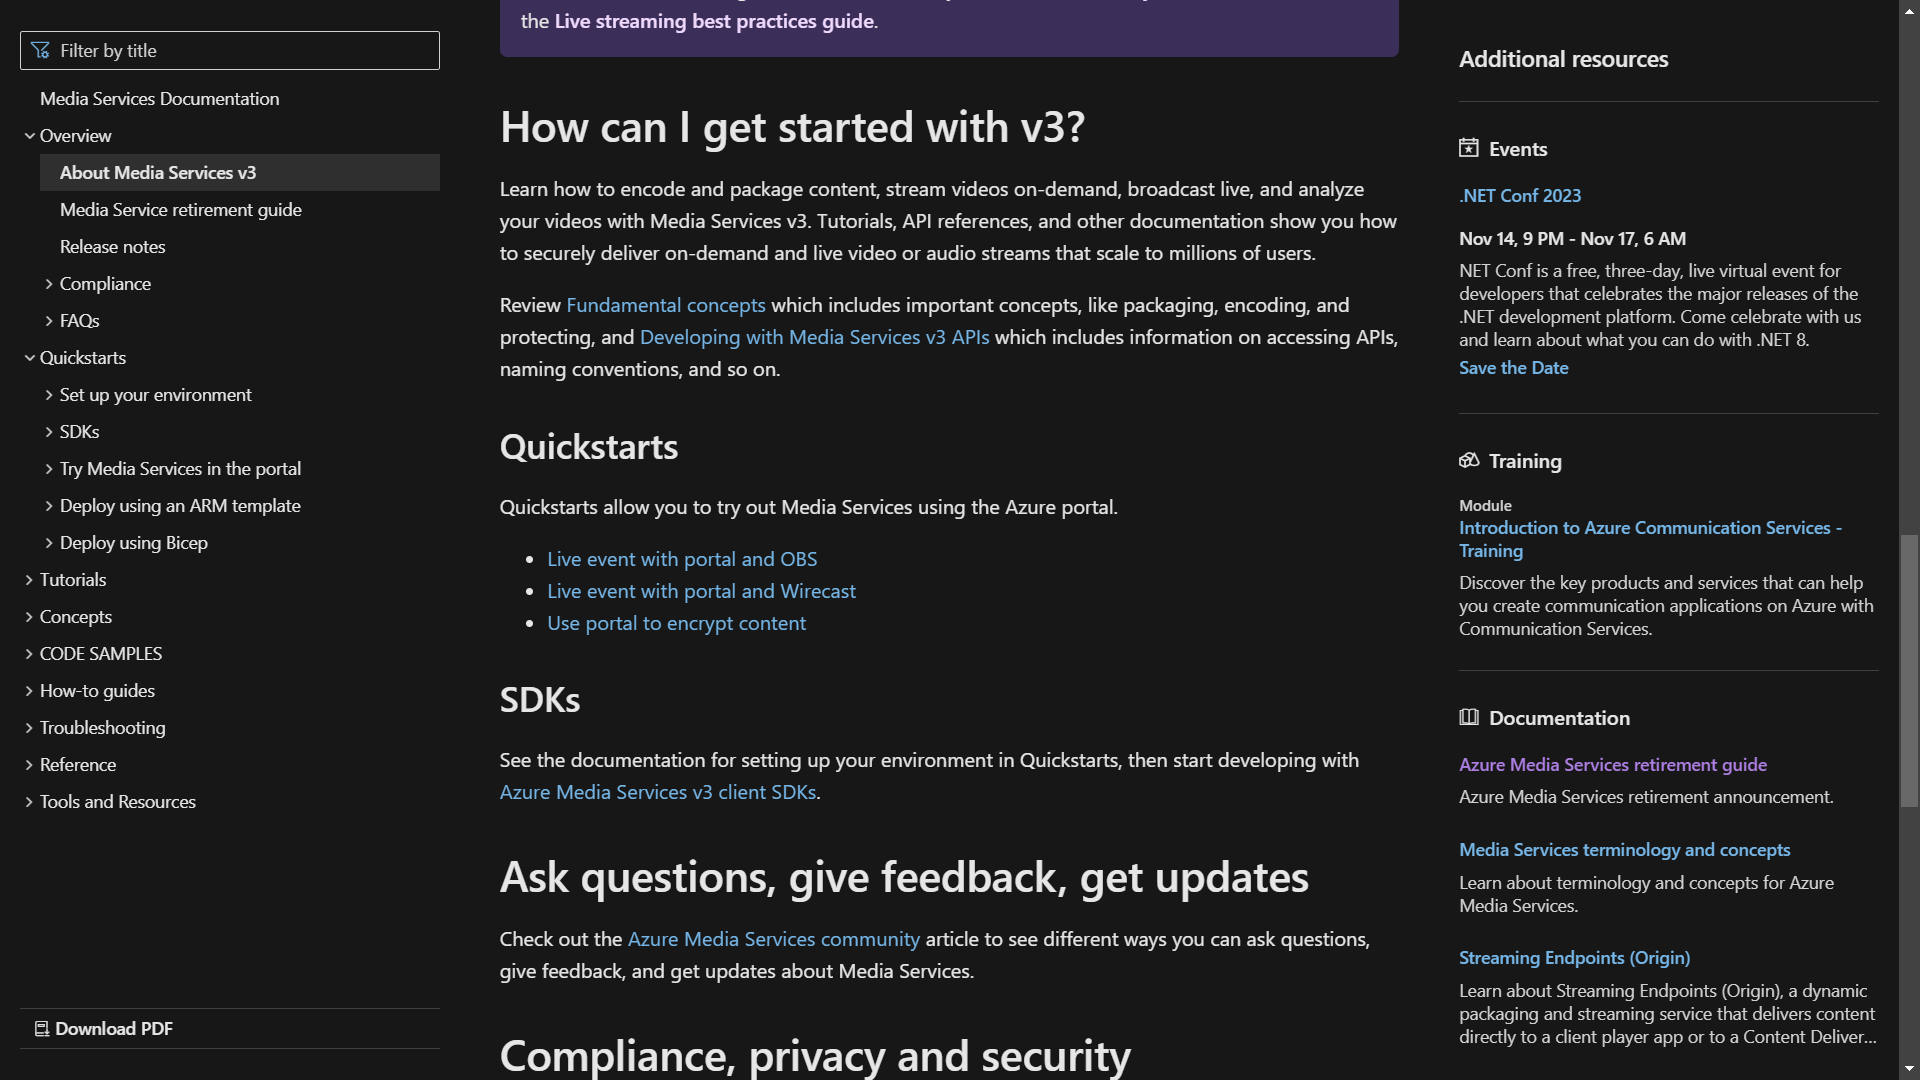 Filter by title
Media Services Documentation
Overview
About Media Services v3
Media Service retirement guide
Release notes
Compliance
FAQs
Quickstarts
Set up your environment
SDKs
Try Media Services in the portal
Deploy using an ARM template
Deploy using Bicep
Tutorials
Concepts
CODE SAMPLES
How-to guides
Troubleshooting
Reference
Tools and Resources
Download PDF
the Live streaming best practices guide.
How can I get started with v3?
Learn how to encode and package content, stream videos on-demand, broadcast live, and analyze
your videos with Media Services v3. Tutorials, API references, and other documentation show you how
to securely deliver on-demand and live video or audio streams that scale to millions of users.
Review Fundamental concepts which includes important concepts, like packaging, encoding, and
protecting, and Developing with Media Services v3 APIs which includes information on accessing APIs,
naming conventions, and so on.
Quickstarts
Quickstarts allow you to try out Media Services using the Azure portal.
• Live event with portal and OBS
• Live event with portal and Wirecast
• Use portal to encrypt content
SDKs
See the documentation for setting up your environment in Quickstarts, then start developing with
Azure Media Services v3 client SDKs.
Ask questions, give feedback, get updates
Check out the Azure Media Services community article to see different ways you can ask questions,
give feedback, and get updates about Media Services.
Compliance, privacy and security
Additional resources
Events
.NET Conf 2023
Nov 14, 9 PM - Nov 17, 6 AM
NET Conf is a free, three-day, live virtual event for
developers that celebrates the major releases of the
.NET development platform. Come celebrate with us
and learn about what you can do with .NET 8.
Save the Date
Training
Module
Introduction to Azure Communication Services -
Training
Discover the key products and services that can help
you create communication applications on Azure with
Communication Services.
Documentation
Azure Media Services retirement guide
Azure Media Services retirement announcement.
Media Services terminology and concepts
Learn about terminology and concepts for Azure
Media Services.
Streaming Endpoints (Origin)
Learn about Streaming Endpoints (Origin), a dynamic
packaging and streaming service that delivers content
directly to a client player app or to a Content Deliver...